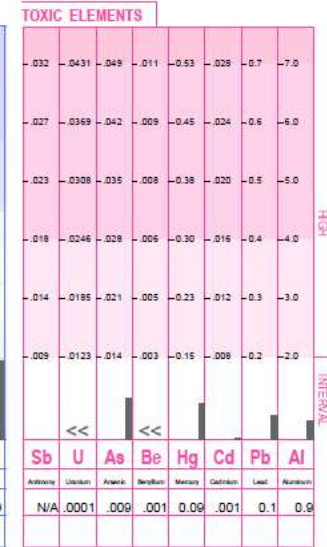 TOXIC ELEMENTS
.032 .0431 .049 .011 0.53 .028 0.7 7.0
.027 .0369 .042 .009 0.45 .024 0.6 6.0
.023 .0308 .035 .008 0.38 .020 0.5 5.0
HIGH
.018 .0246 .028 .006 0.30 .016 0.4 4.0
.014 .0185 .021 .005 0.23 .012 0.3 3.0
.009 .0123 .014 .003 0.15 .008 0.2 2.0
INTERVAL
<< <<
Sb U As Be Hg Cd Pb Al
Antimony Uranium Arsenic Beryllium Mercury Cadmium Lead Aluminum
N/A .0001 .009 .001 0.09 .001 0.1 0.9